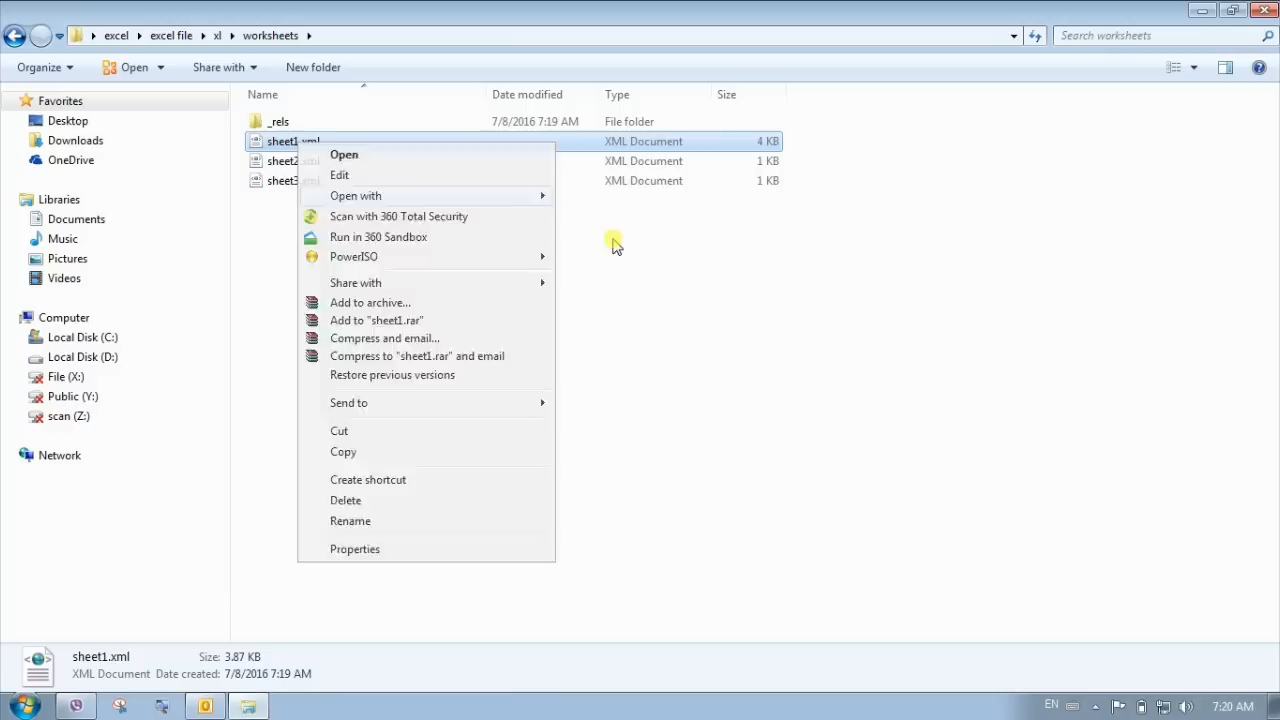 excel excel file xl worksheets Search worksheets
Organize Open Share with New folder
Name Date modified Type Size
Favorites
Desktop
Downloads
OneDrive
Libraries
Documents
Music
Pictures
Videos
Computer
Local Disk (C:)
Local Disk (D:)
File (X:)
Public (Y:)
scan (Z:)
Network
_rels 7/8/2016 7:19 AM File folder
sheet1.xml XML Document 4 KB
sheet2.xml XML Document 1 KB
sheet3.xml XML Document 1 KB
Open
Edit
Open with
Scan with 360 Total Security
Run in 360 Sandbox
PowerISO
Share with
Add to archive...
Add to "sheet1.rar"
Compress and email...
Compress to "sheet1.rar" and email
Restore previous versions
Send to
Cut
Copy
Create shortcut
Delete
Rename
Properties
sheet1.xml Size: 3.87 KB
XML Document Date created: 7/8/2016 7:19 AM
EN 7:20 AM